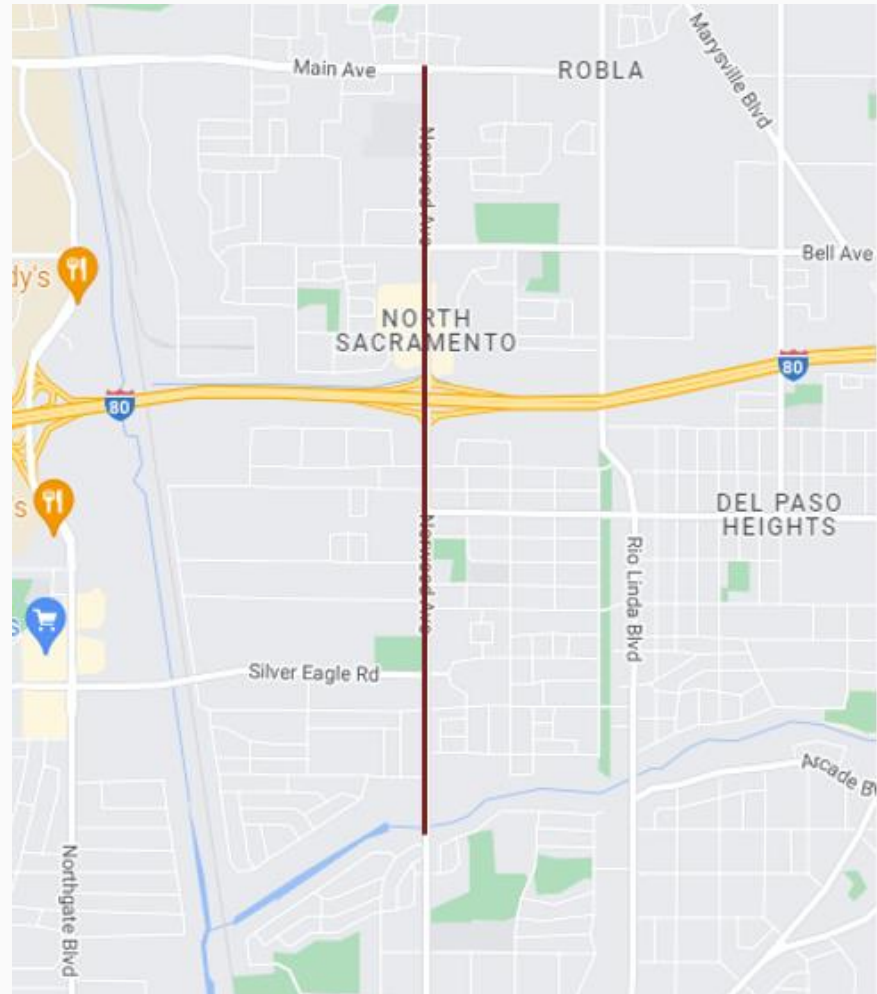 Main Ave
ROBLA
Marysville Blvd
Norwood Ave
Bell Ave
dy's
NORTH
SACRAMENTO
80
80
s
DEL PASO
HEIGHTS
Norwood Ave
Rio Linda Blvd
s
Silver Eagle Rd
Arcade Bv
Northgate Blvd